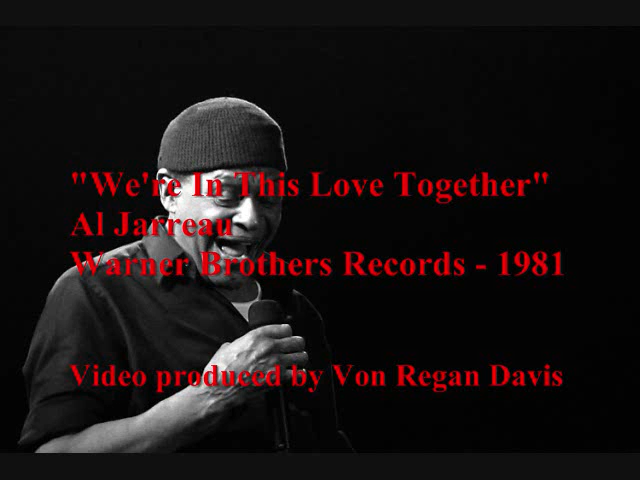 "We're In This Love Together"
Al Jarreau
Warner Brothers Records - 1981
Video produced by Von Regan Davis